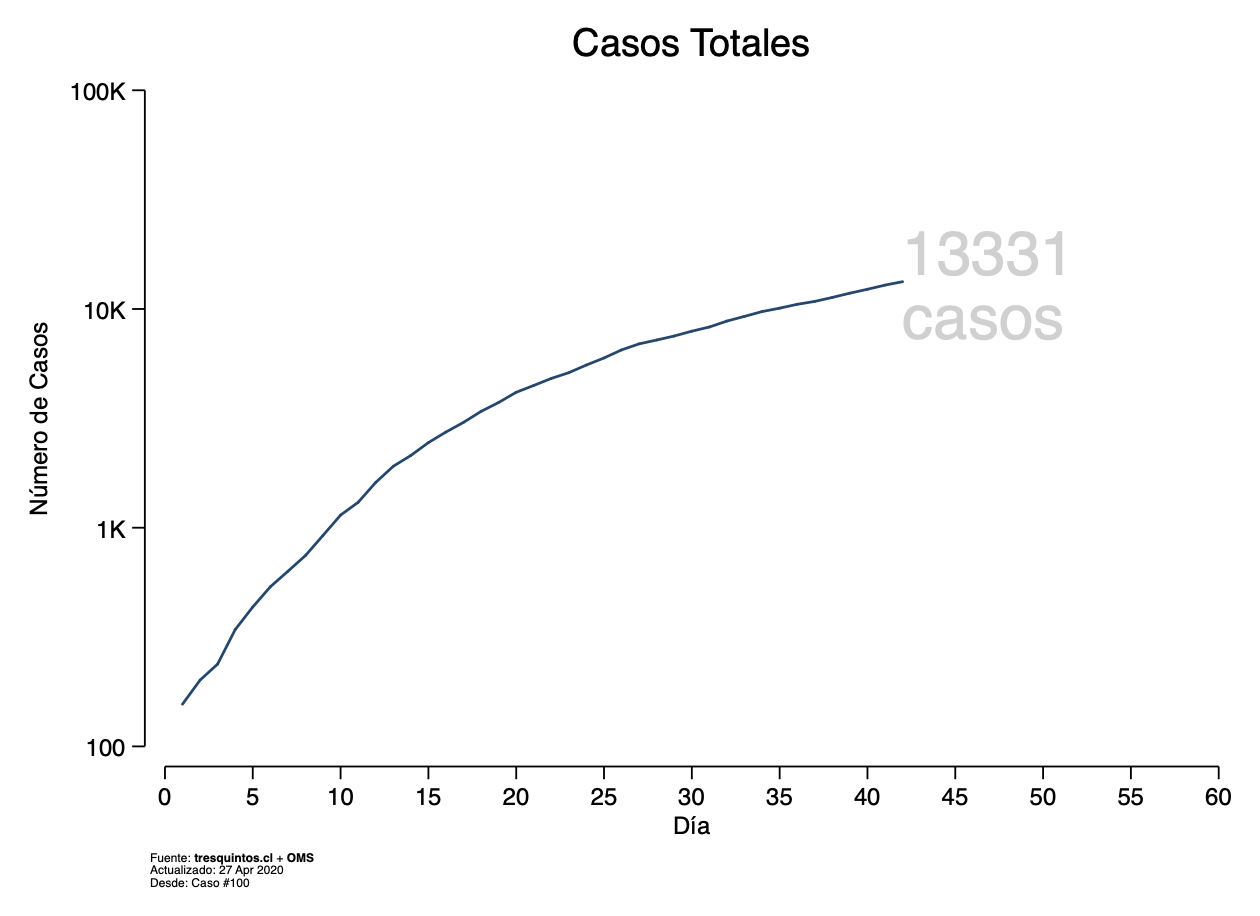 Casos Totales
100K
10K
1K
100
Número de Casos
13331
casos
0 5 10 15 20 25 30 35 40 45 50 55 60
Día
Fuente: tresquintos.cl + OMS
Actualizado: 27 Apr 2020
Desde: Caso #100